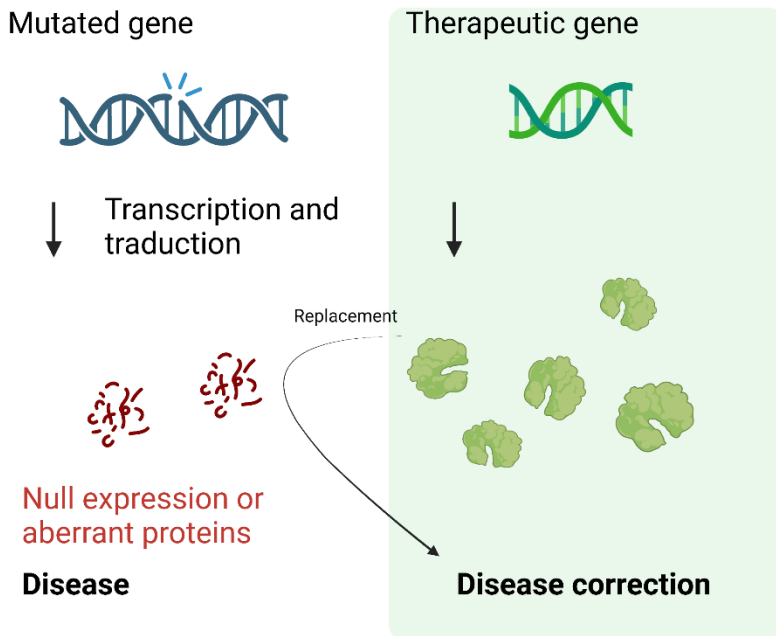 Mutated gene
Therapeutic gene
Transcription and
traduction
Replacement
Null expression or
aberrant proteins
Disease
Disease correction